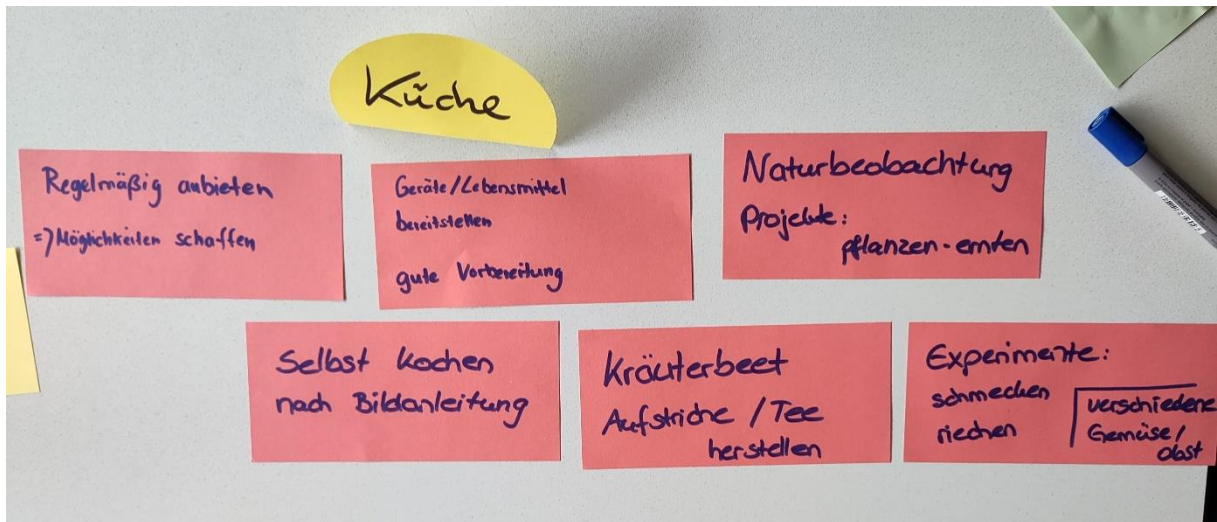 Küche
Regelmäßig anbieten
=> Möglichkeiten schaffen
Geräte/Lebensmittel
bereitstellen
gute Vorbereitung
Naturbeobachtung
Projekte:
pflanzen - ernten
Selbst kochen
nach Bildanleitung
Kräuterbeet
Aufstriche / Tee
herstellen
Experimente:
schmecken
riechen
verschiedene
Gemüse/
obst